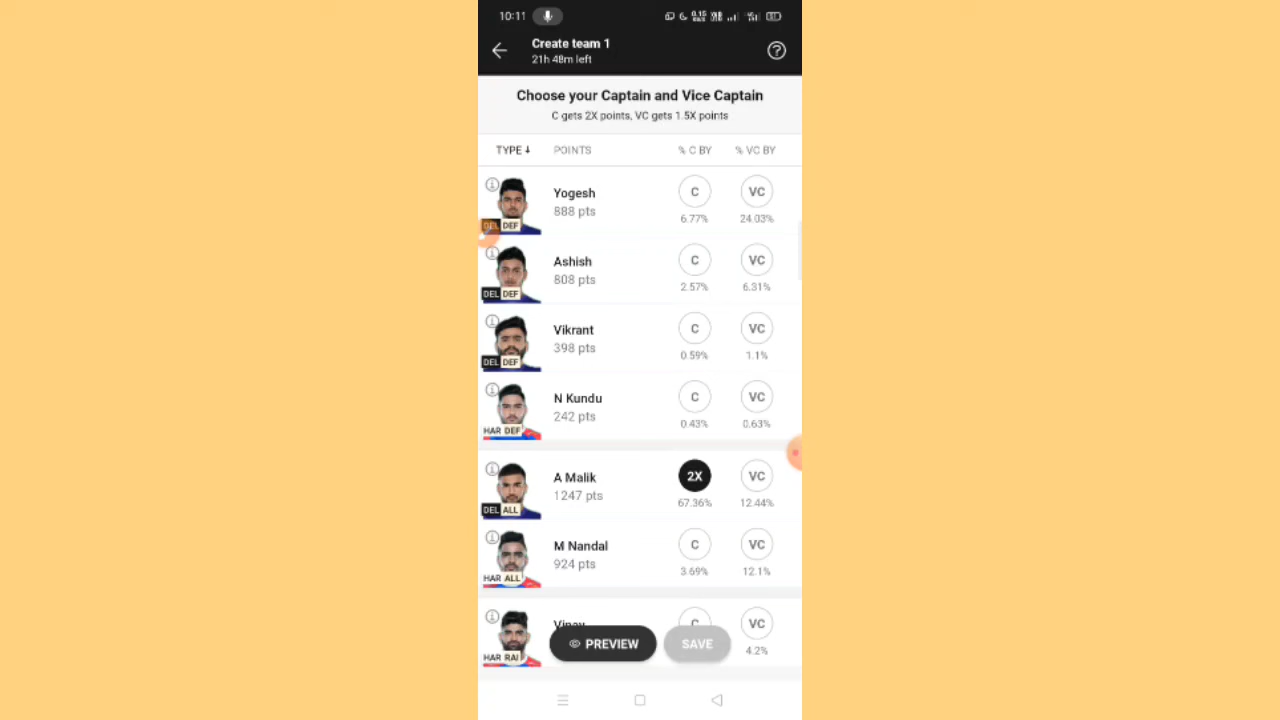 10:11
Create team 1
21h 48m left
Choose your Captain and Vice Captain
C gets 2X points, VC gets 1.5X points
TYPE POINTS % C BY % VC BY
Yogesh C VC
888 pts 6.77% 24.03%
DEL DEF
Ashish C VC
808 pts 2.57% 6.31%
DEL DEF
Vikrant C VC
398 pts 0.59% 1.1%
DEL DEF
N Kundu C VC
242 pts 0.43% 0.63%
HAR DEF
A Malik 2X VC
1247 pts 67.36% 12.44%
DEL ALL
M Nandal C VC
924 pts 3.69% 12.1%
HAR ALL
Vinay C VC
PREVIEW SAVE 4.2%
HAR RAI